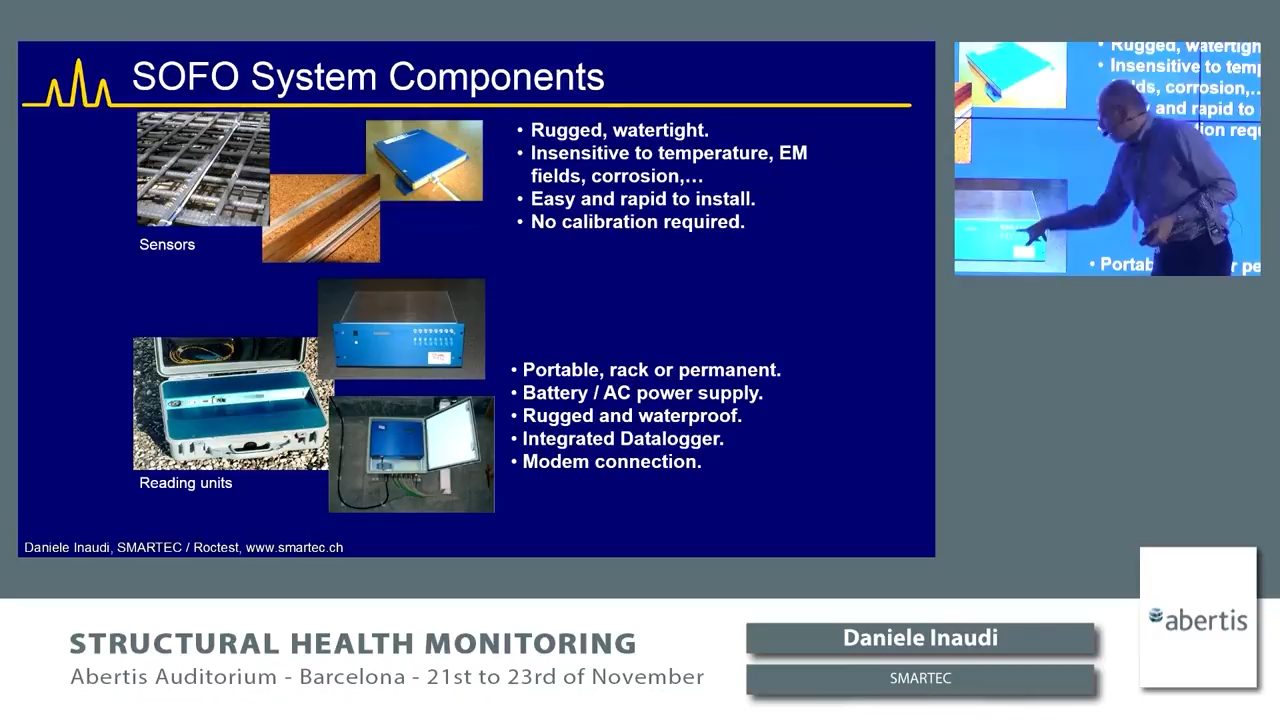 SOFO System Components
• Rugged, watertight.
• Insensitive to temperature, EM
fields, corrosion,…
• Easy and rapid to install.
• No calibration required.
Sensors
• Portable, rack or permanent.
• Battery / AC power supply.
• Rugged and waterproof.
• Integrated Datalogger.
• Modem connection.
Reading units
Daniele Inaudi, SMARTEC / Roctest, www.smartec.ch
• Rugged, watertigh
• Insensitive to temp
lds, corrosion,..
y and rapid to
ion requ
• Portab
r pe
STRUCTURAL HEALTH MONITORING
Abertis Auditorium - Barcelona - 21st to 23rd of November
Daniele Inaudi
SMARTEC
abertis